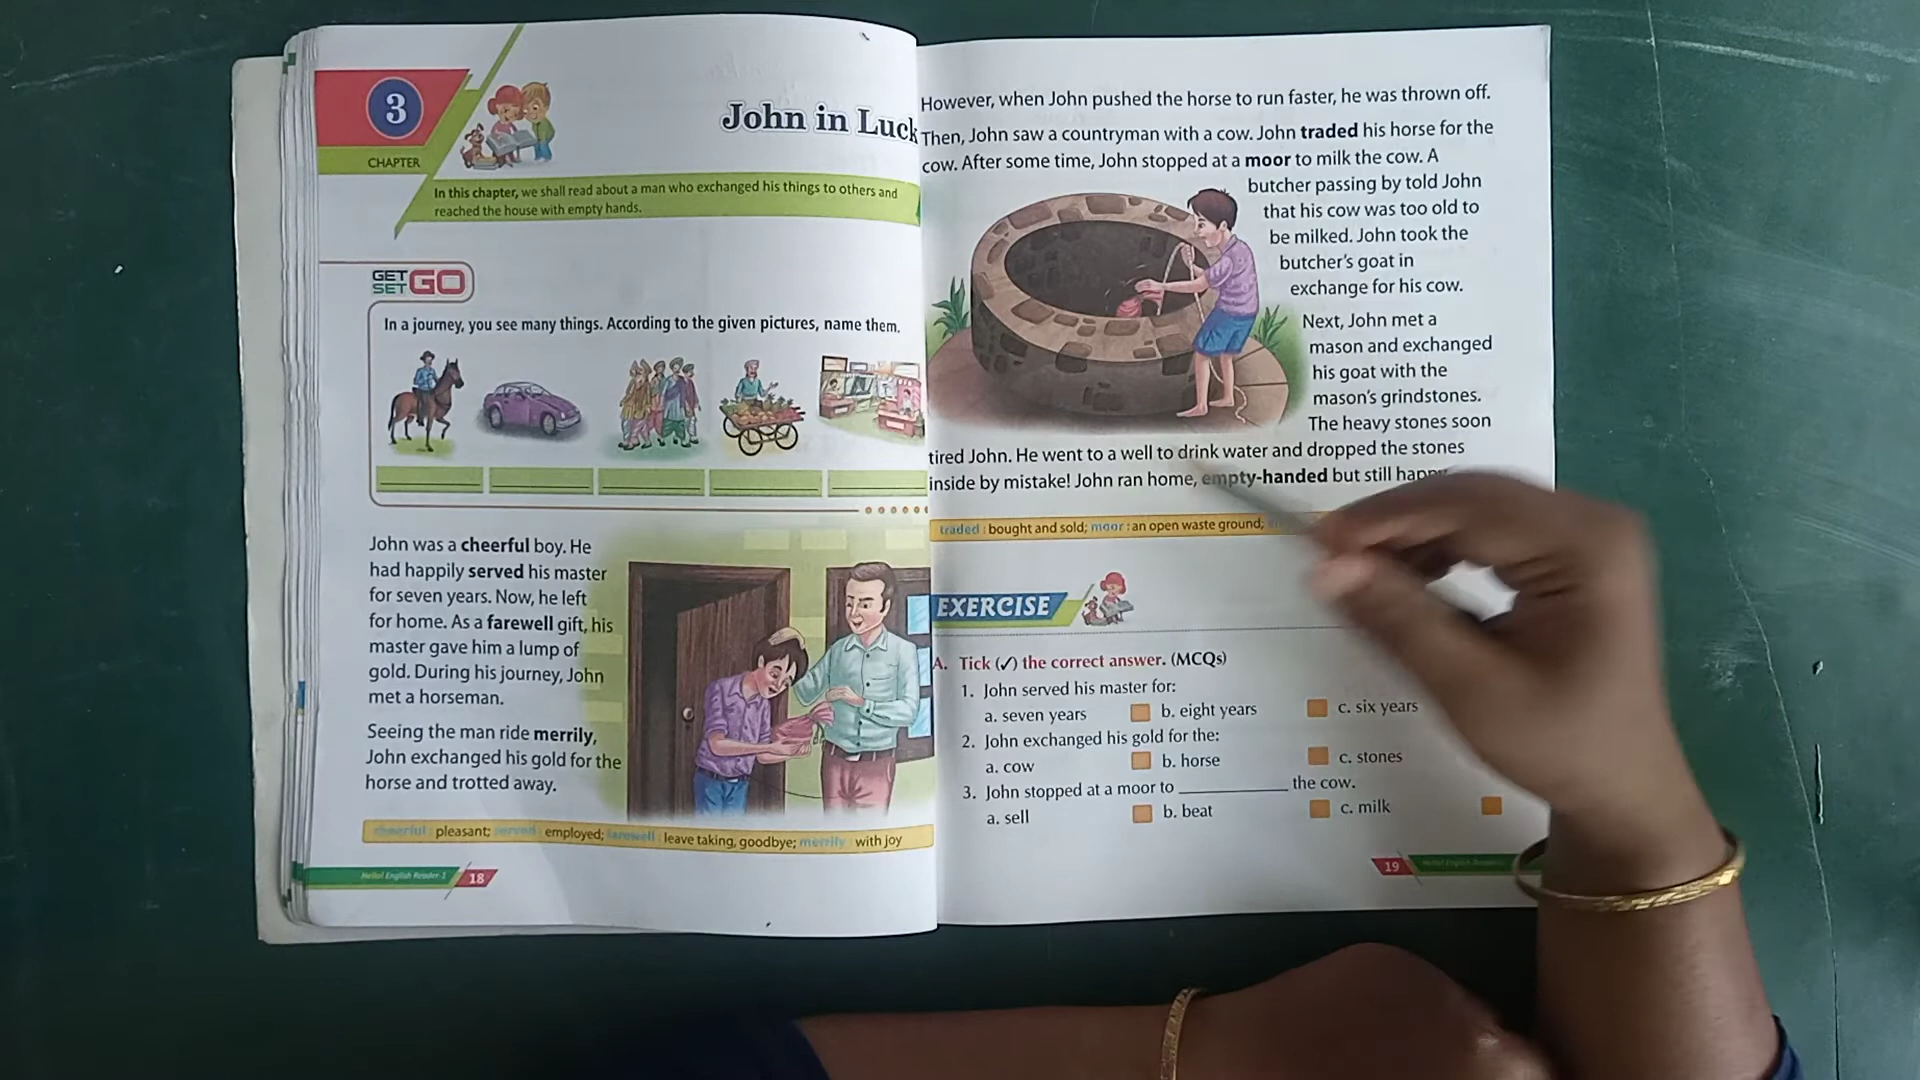 3
CHAPTER
John in Luck
In this chapter, we shall read about a man who exchanged his things to others and
reached the house with empty hands.
GET
SET GO
In a journey, you see many things. According to the given pictures, name them.
John was a cheerful boy. He
had happily served his master
for seven years. Now, he left
for home. As a farewell gift, his
master gave him a lump of
gold. During his journey, John
met a horseman.
Seeing the man ride merrily,
John exchanged his gold for the
horse and trotted away.
cheerful : pleasant; served : employed; farewell : leave taking, goodbye; merrily : with joy
Hello! English Reader-1 18
However, when John pushed the horse to run faster, he was thrown off.
Then, John saw a countryman with a cow. John traded his horse for the
cow. After some time, John stopped at a moor to milk the cow. A
butcher passing by told John
that his cow was too old to
be milked. John took the
butcher's goat in
exchange for his cow.
Next, John met a
mason and exchanged
his goat with the
mason's grindstones.
The heavy stones soon
tired John. He went to a well to drink water and dropped the stones
inside by mistake! John ran home, empty-handed but still
traded : bought and sold; moor : an open waste ground;
EXERCISE
A. Tick (✓) the correct answer. (MCQs)
1. John served his master for:
a. seven years b. eight years c. six years
2. John exchanged his gold for the:
a. cow b. horse c. stones
3. John stopped at a moor to ____________ the cow.
a. sell b. beat c. milk
19 Hello! English